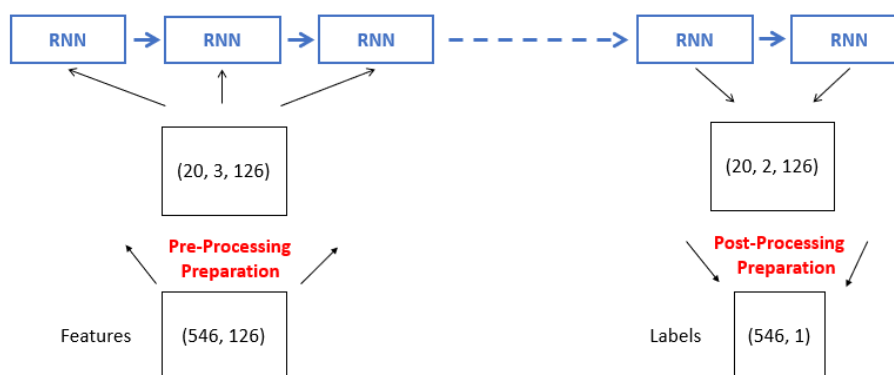 RNN RNN RNN RNN RNN
(20, 3, 126) (20, 2, 126)
Pre-Processing
Preparation
Post-Processing
Preparation
Features (546, 126) Labels (546, 1)